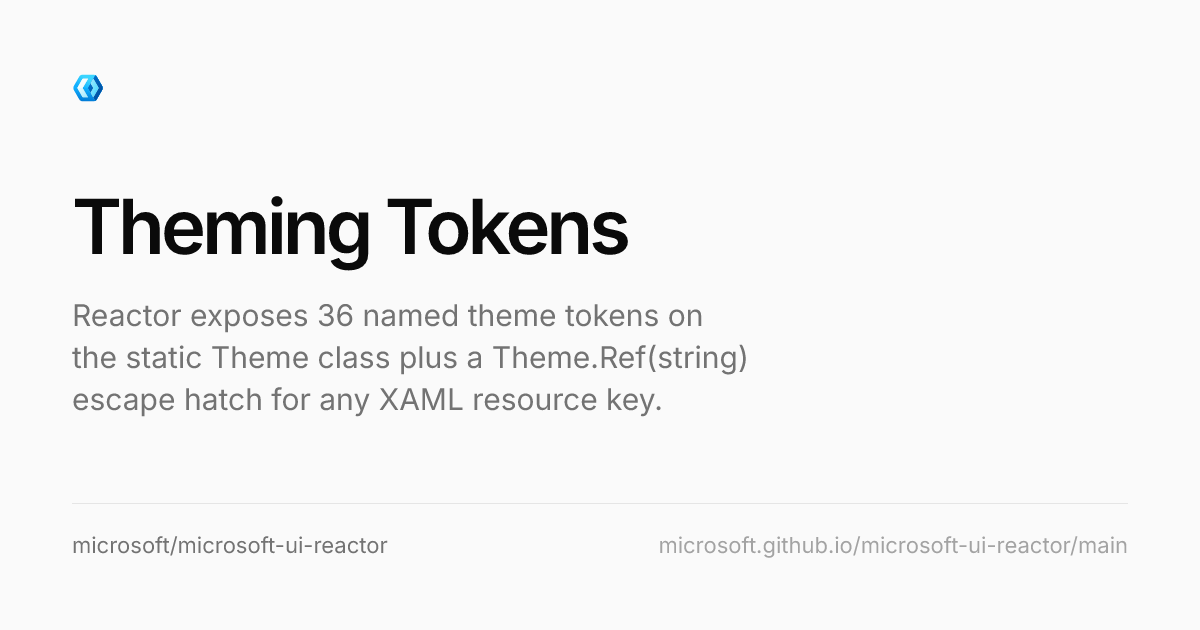 Theming Tokens
Reactor exposes 36 named theme tokens on
the static Theme class plus a Theme.Ref(string)
escape hatch for any XAML resource key.
microsoft/microsoft-ui-reactor
microsoft.github.io/microsoft-ui-reactor/main